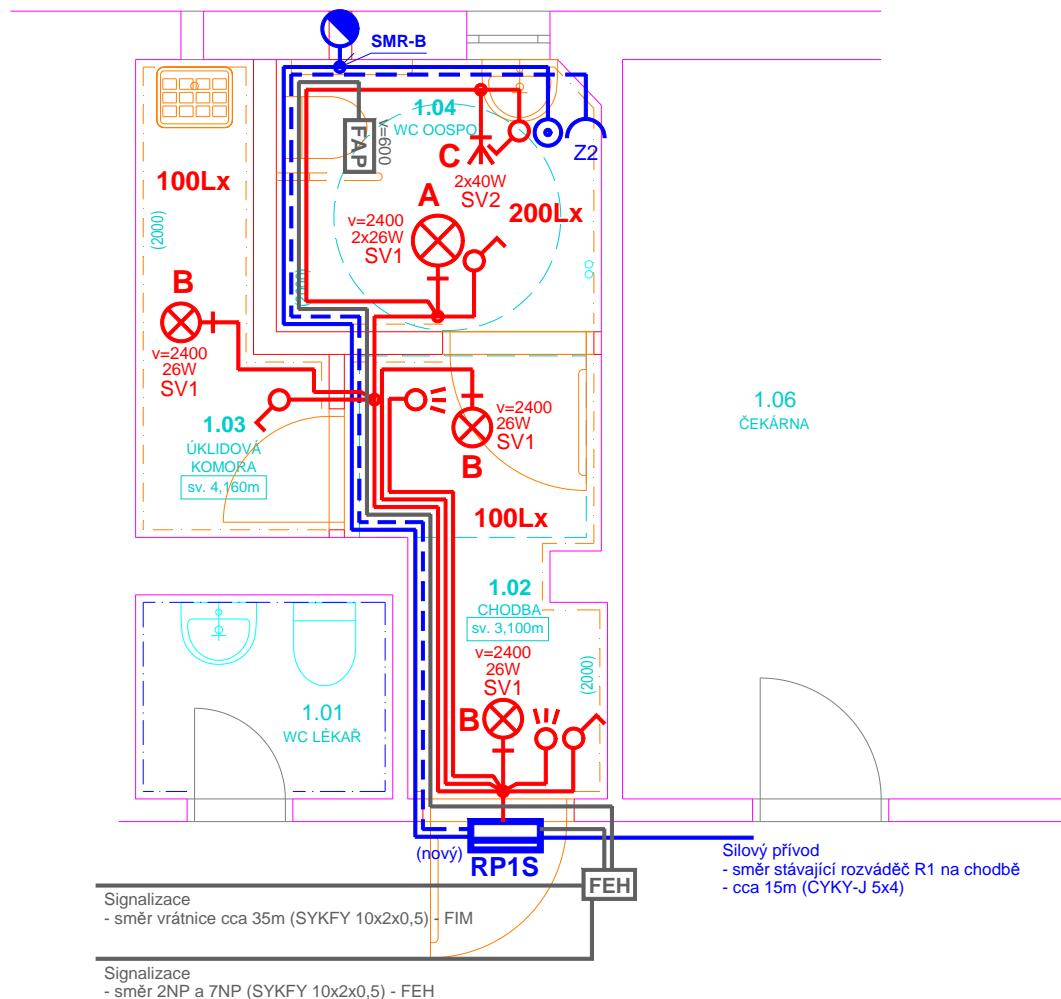 SMR-B
1.04
WC OOSPO
FAP
v=600
Z2
C
2x40W
SV2
100Lx
(2000)
A
200Lx
v=2400
2x26W
SV1
B
v=2400
26W
SV1
1.03
ÚKLIDOVÁ
KOMORA
sv. 4,160m
v=2400
26W
SV1
B
1.06
ČEKÁRNA
100Lx
1.02
CHODBA
sv. 3,100m
v=2400
26W
SV1
(2000)
B
1.01
WC LÉKAŘ
(nový)
RP1S
FEH
Silový přívod
- směr stávající rozváděč R1 na chodbě
- cca 15m (CYKY-J 5x4)
Signalizace
- směr vrátnice cca 35m (SYKFY 10x2x0,5) - FIM
Signalizace
- směr 2NP a 7NP (SYKFY 10x2x0,5) - FEH